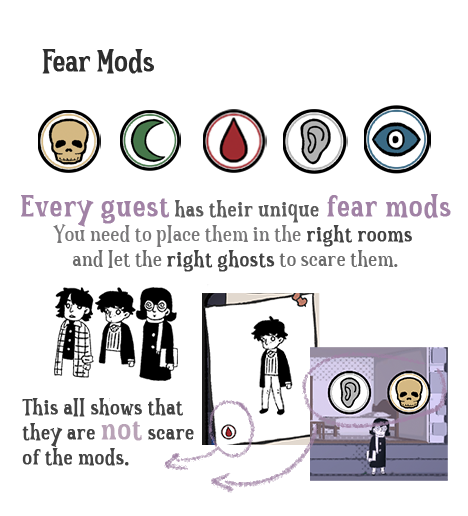 Fear Mods
Every guest has their unique fear mods
You need to place them in the right rooms
and let the right ghosts to scare them.
This all shows that
they are not scare
of the mods.